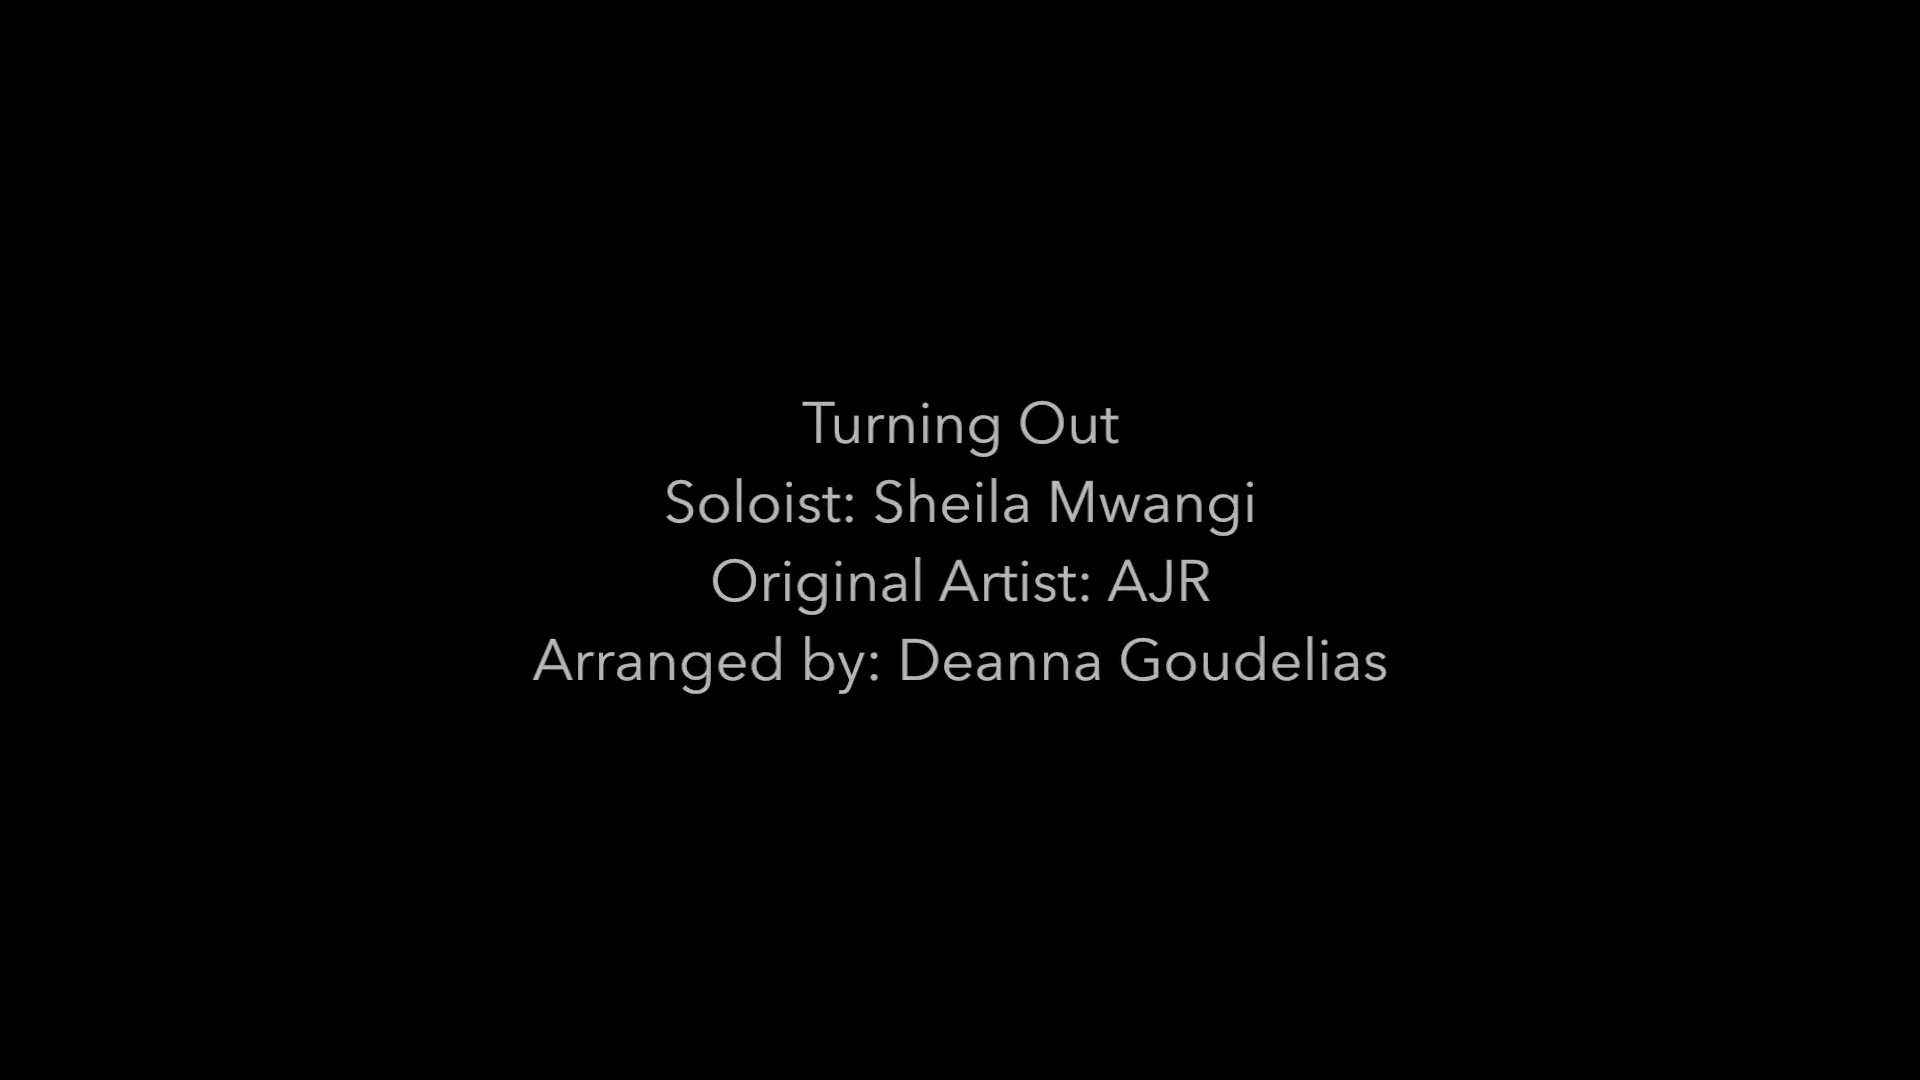 Turning Out
Soloist: Sheila Mwangi
Original Artist: AJR
Arranged by: Deanna Goudelias